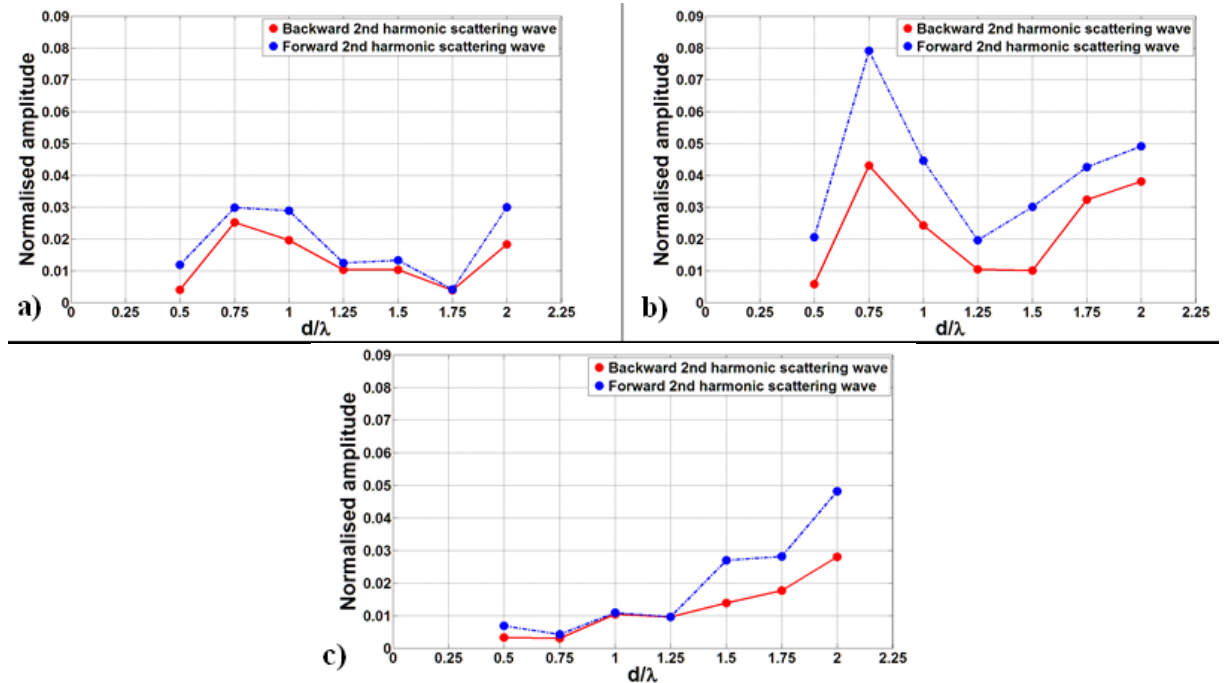 Backward 2nd harmonic scattering wave
Forward 2nd harmonic scattering wave
Normalised amplitude
0.09
0.08
0.07
0.06
0.05
0.04
0.03
0.02
0.01
0
0 0.25 0.5 0.75 1 1.25 1.5 1.75 2 2.25
d/λ
a)
Backward 2nd harmonic scattering wave
Forward 2nd harmonic scattering wave
Normalised amplitude
0.09
0.08
0.07
0.06
0.05
0.04
0.03
0.02
0.01
0
0 0.25 0.5 0.75 1 1.25 1.5 1.75 2 2.25
d/λ
b)
Backward 2nd harmonic scattering wave
Forward 2nd harmonic scattering wave
Normalised amplitude
0.09
0.08
0.07
0.06
0.05
0.04
0.03
0.02
0.01
0
0 0.25 0.5 0.75 1 1.25 1.5 1.75 2 2.25
d/λ
c)